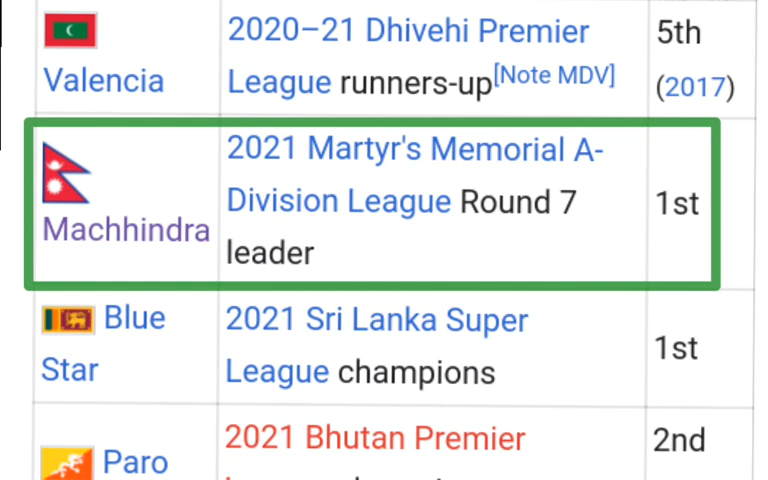 2020–21 Dhivehi Premier
5th
Valencia
League runners-up[Note MDV]
(2017)
2021 Martyr's Memorial A-
Division League Round 7
1st
Machhindra
leader
Blue
2021 Sri Lanka Super
1st
Star
League champions
2021 Bhutan Premier
2nd
Paro